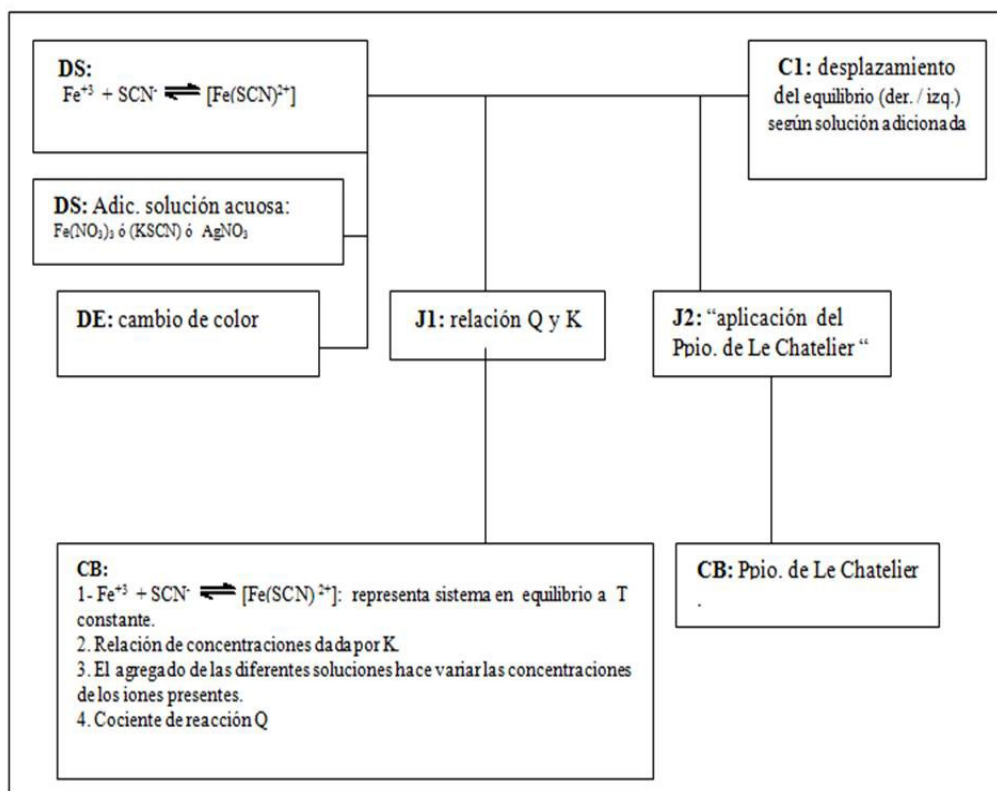 DS:
Fe⁺³ + SCN⁻ ⇌ [Fe(SCN)²⁺]
C1: desplazamiento
del equilibrio (der. / izq.)
según solución adicionada
DS: Adic. solución acuosa:
Fe(NO₃)₃ ó (KSCN) ó AgNO₃
DE: cambio de color
J1: relación Q y K
J2: “aplicación del
Ppio. de Le Chatelier “
CB:
1- Fe⁺³ + SCN⁻ ⇌ [Fe(SCN) ²⁺]: representa sistema en equilibrio a T
constante.
2. Relación de concentraciones dada por K.
3. El agregado de las diferentes soluciones hace variar las concentraciones
de los iones presentes.
4. Cociente de reacción Q
CB: Ppio. de Le Chatelier
.